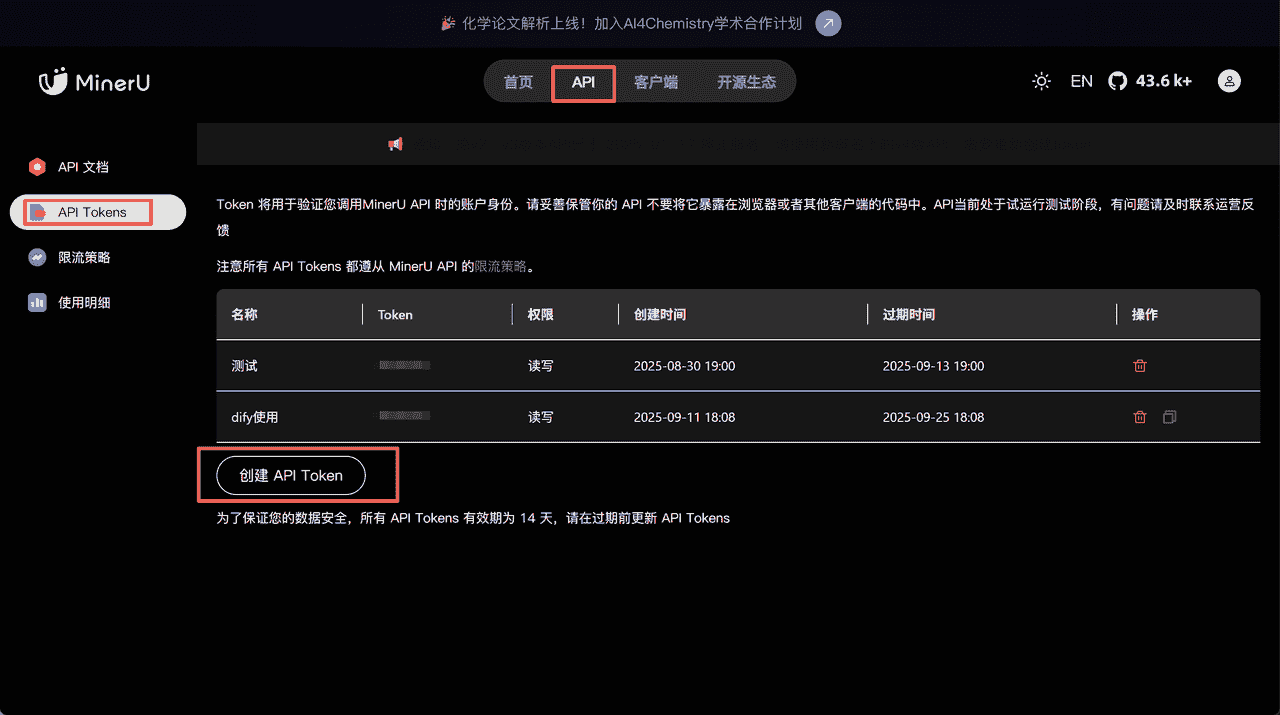 化学论文解析上线！加入AI4Chemistry学术合作计划
MinerU
首页 API 客户端 开源生态
EN 43.6 k+
API 文档
API Tokens
限流策略
使用明细
Token 将用于验证您调用MinerU API 时的账户身份。请妥善保管你的 API 不要将它暴露在浏览器或者其他客户端的代码中。API当前处于试运行测试阶段，有问题请及时联系运营反
馈
注意所有 API Tokens 都遵从 MinerU API 的限流策略。
名称 Token 权限 创建时间 过期时间 操作
测试 读写 2025-08-30 19:00 2025-09-13 19:00
dify使用 读写 2025-09-11 18:08 2025-09-25 18:08
创建 API Token
为了保证您的数据安全，所有 API Tokens 有效期为 14 天，请在过期前更新 API Tokens